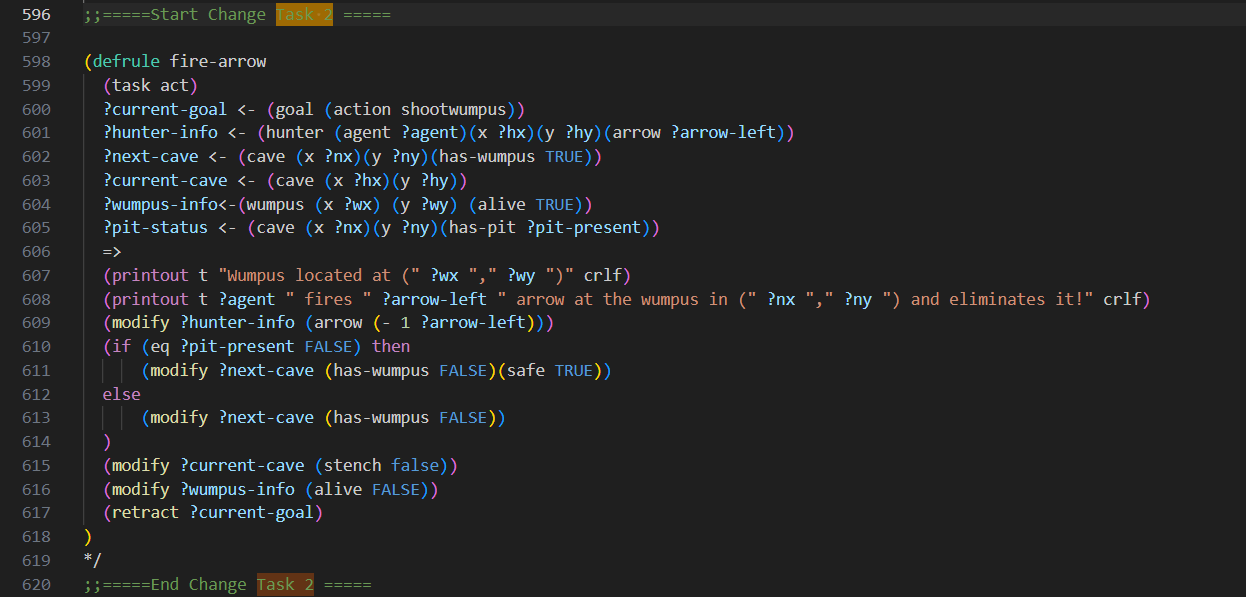 596 ;;=====Start Change Task 2 =====
597
598 (defrule fire-arrow
599 (task act)
600 ?current-goal <- (goal (action shootwumpus))
601 ?hunter-info <- (hunter (agent ?agent)(x ?hx)(y ?hy)(arrow ?arrow-left))
602 ?next-cave <- (cave (x ?nx)(y ?ny)(has-wumpus TRUE))
603 ?current-cave <- (cave (x ?hx)(y ?hy))
604 ?wumpus-info<-(wumpus (x ?wx) (y ?wy) (alive TRUE))
605 ?pit-status <- (cave (x ?nx)(y ?ny)(has-pit ?pit-present))
606 =>
607 (printout t "Wumpus located at (" ?wx "," ?wy ")" crlf)
608 (printout t ?agent " fires " ?arrow-left " arrow at the wumpus in (" ?nx "," ?ny ") and eliminates it!" crlf)
609 (modify ?hunter-info (arrow (- 1 ?arrow-left)))
610 (if (eq ?pit-present FALSE) then
611 (modify ?next-cave (has-wumpus FALSE)(safe TRUE))
612 else
613 (modify ?next-cave (has-wumpus FALSE))
614 )
615 (modify ?current-cave (stench false))
616 (modify ?wumpus-info (alive FALSE))
617 (retract ?current-goal)
618 )
619 */
620 ;;=====End Change Task 2 =====